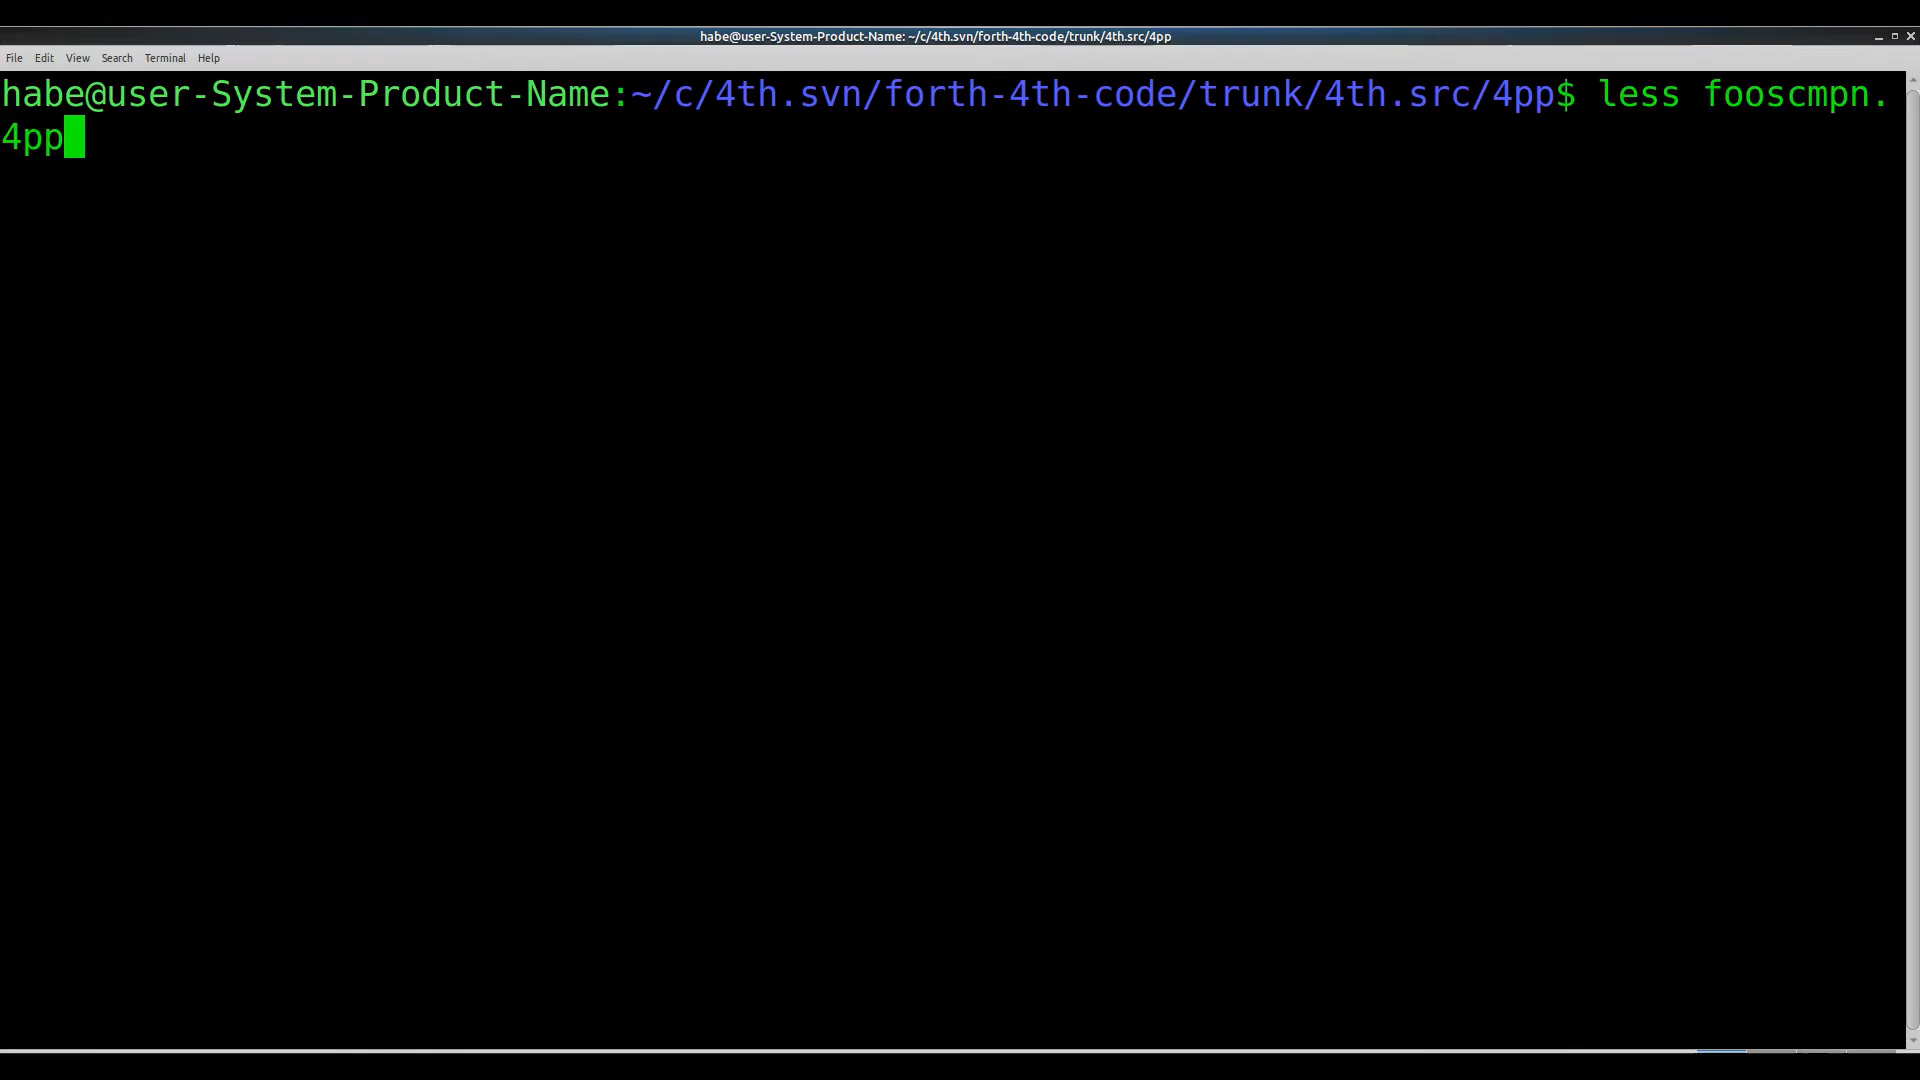 habe@user-System-Product-Name: ~/c/4th.svn/forth-4th-code/trunk/4th.src/4pp
File Edit View Search Terminal Help
habe@user-System-Product-Name:~/c/4th.svn/forth-4th-code/trunk/4th.src/4pp$ less fooscmpn.
4pp